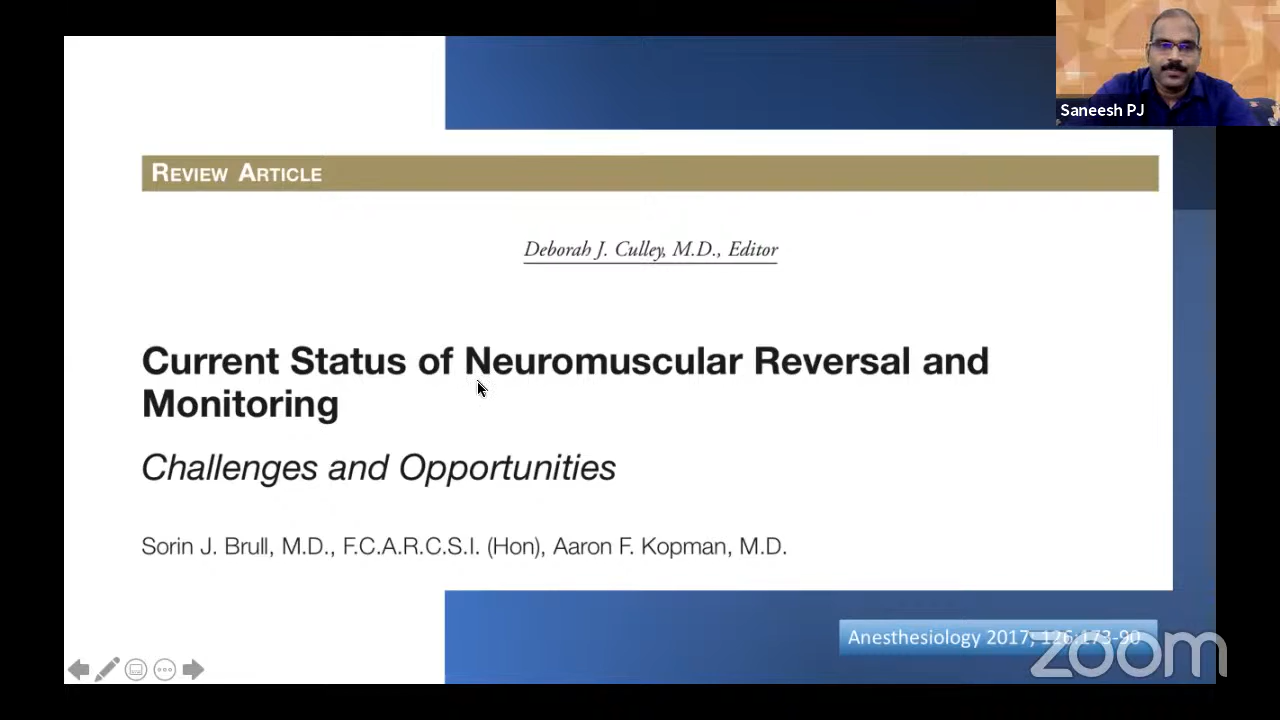 Saneesh PJ
REVIEW ARTICLE
Deborah J. Culley, M.D., Editor
Current Status of Neuromuscular Reversal and
Monitoring
Challenges and Opportunities
Sorin J. Brull, M.D., F.C.A.R.C.S.I. (Hon), Aaron F. Kopman, M.D.
Anesthesiology 2017; 126:173-90
zoom